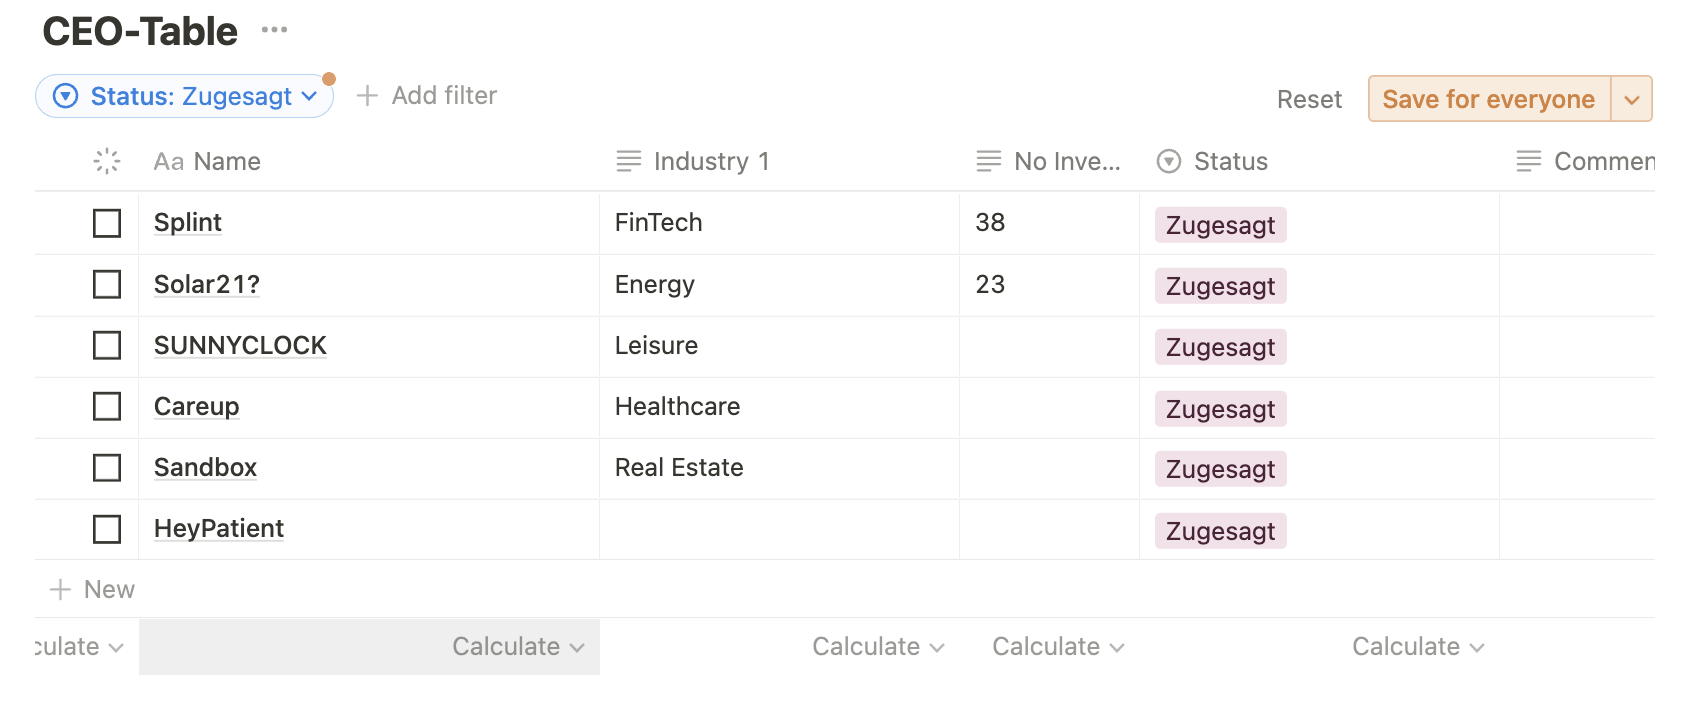 CEO-Table
Status: Zugesagt
Add filter
Reset
Save for everyone
Aa Name
Industry 1
No Inve...
Status
Commen
Splint FinTech 38 Zugesagt
Solar21? Energy 23 Zugesagt
SUNNYCLOCK Leisure Zugesagt
Careup Healthcare Zugesagt
Sandbox Real Estate Zugesagt
HeyPatient Zugesagt
New
culate Calculate Calculate Calculate Calculate